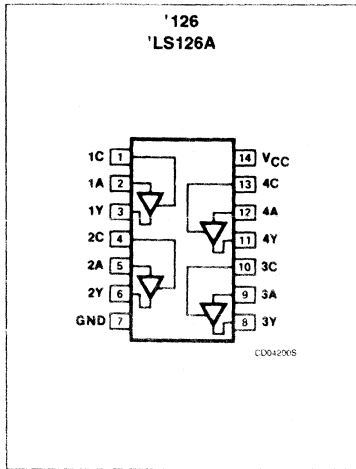 '126
'LS126A
1C 1 14 VCC
1A 2 13 4C
1Y 3 12 4A
2C 4 11 4Y
2A 5 10 3C
2Y 6 9 3A
GND 7 8 3Y
CD04290S